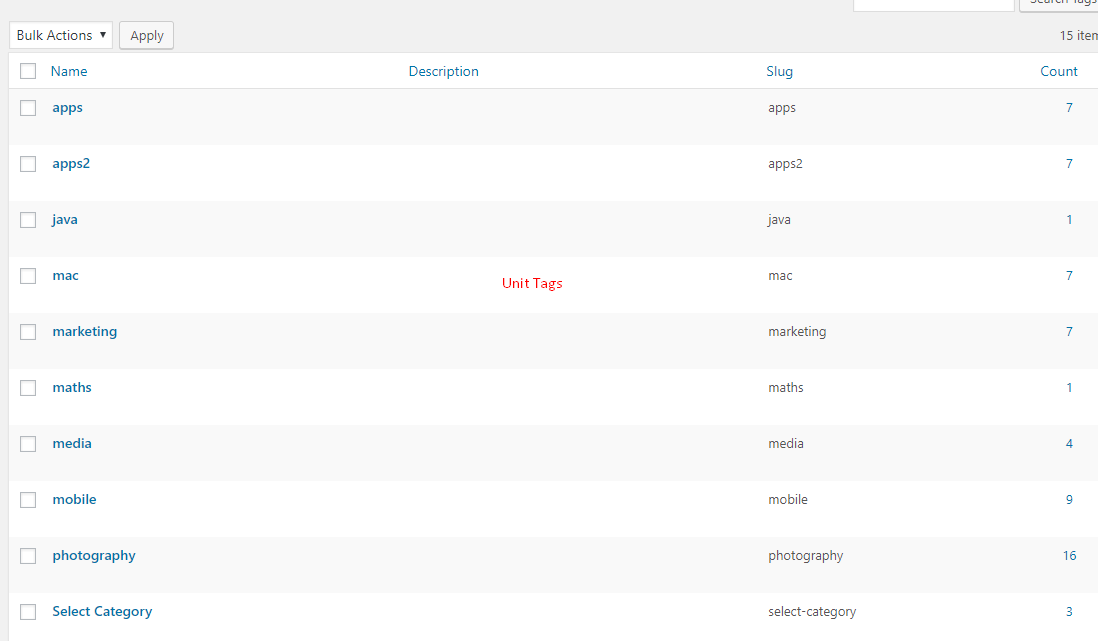 Search Tags
Bulk Actions ▼ Apply 15 item
Name Description Slug Count
apps apps 7
apps2 apps2 7
java java 1
mac mac 7
Unit Tags
marketing marketing 7
maths maths 1
media media 4
mobile mobile 9
photography photography 16
Select Category select-category 3